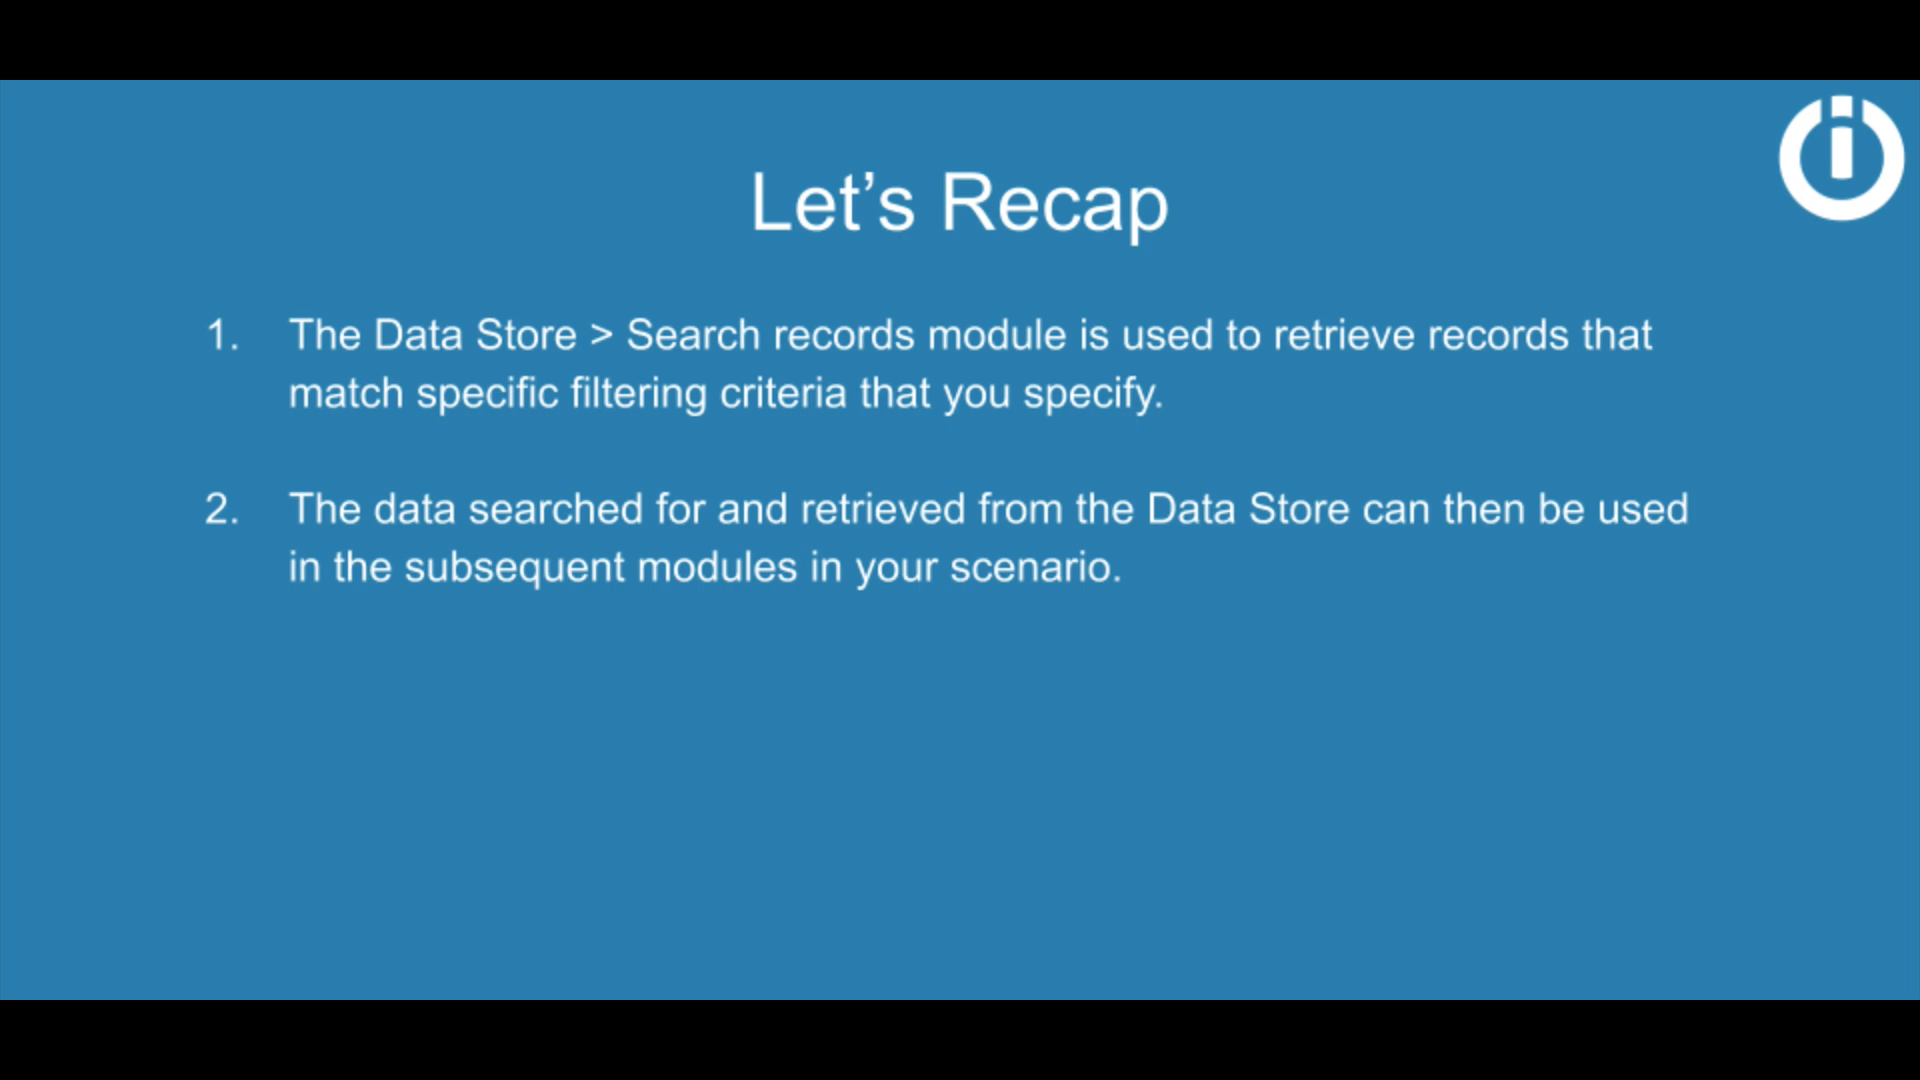 Let’s Recap
1. The Data Store > Search records module is used to retrieve records that
match specific filtering criteria that you specify.
2. The data searched for and retrieved from the Data Store can then be used
in the subsequent modules in your scenario.